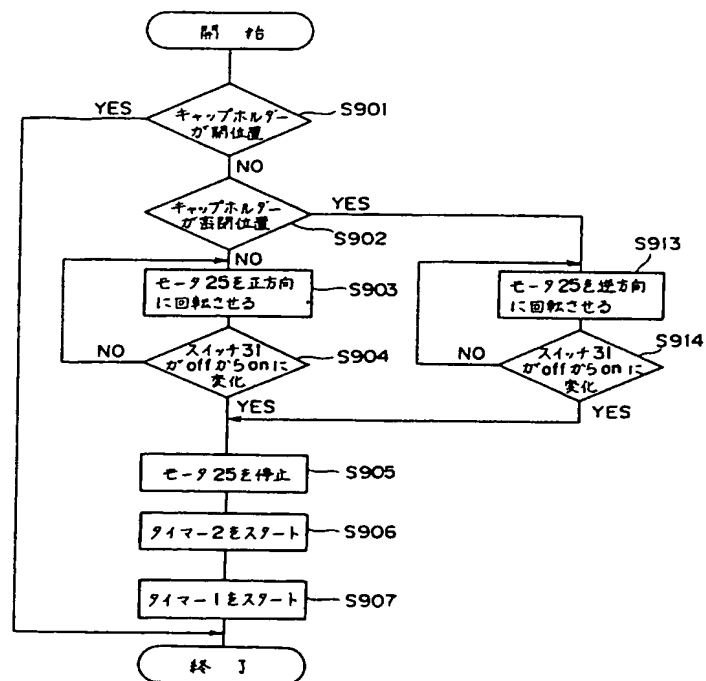 開始
YES
キャップホルダー
が開位置
S901
NO
キャップホルダー
が密閉位置
YES
S902
NO
モータ25を正方向
に回転させる
S903
S913
モータ25を逆方向
に回転させる
NO
スイッチ31
がoffからonに
変化
S904
YES
NO
スイッチ31
がoffからonに
変化
S914
YES
モータ25を停止
S905
タイマー2をスタート
S906
タイマー1をスタート
S907
終了